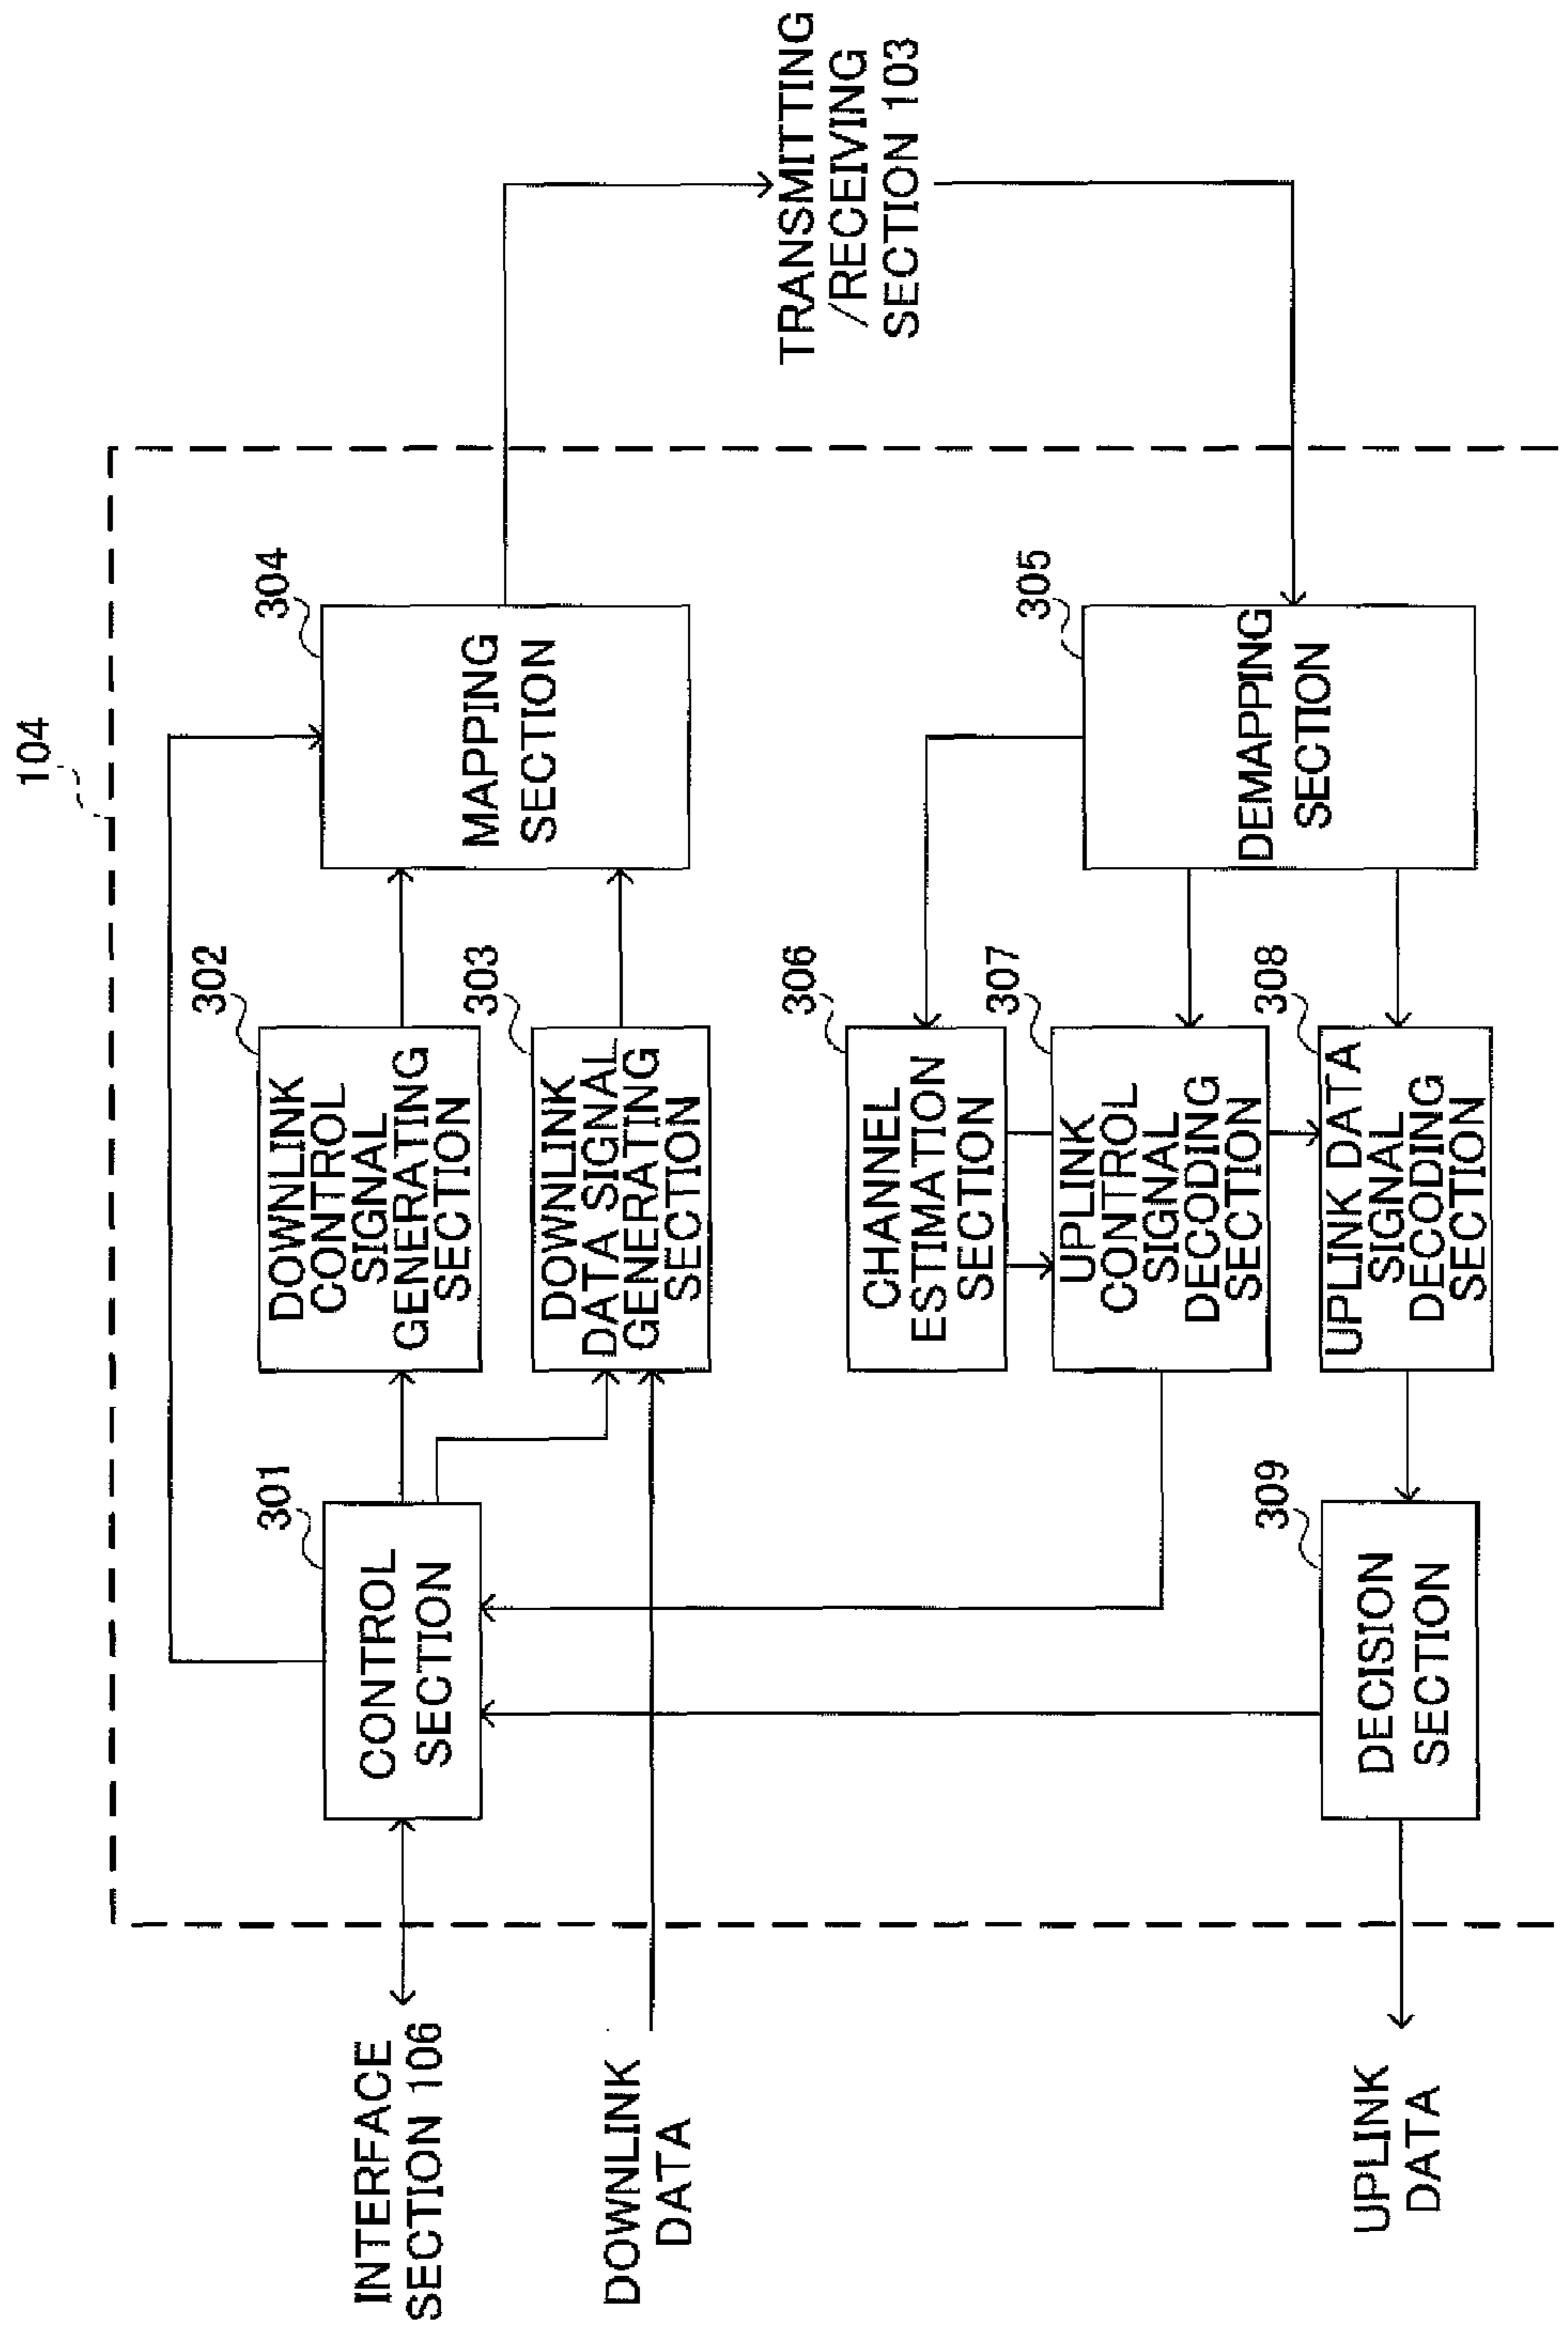 104
INTERFACE
SECTION 106
301
CONTROL
SECTION
302
DOWNLINK
CONTROL
SIGNAL
GENERATING
SECTION
304
MAPPING
SECTION
DOWNLINK
DATA
303
DOWNLINK
DATA SIGNAL
GENERATING
SECTION
TRANSMITTING
/RECEIVING
SECTION 103
306
CHANNEL
ESTIMATION
SECTION
305
DEMAPPING
SECTION
307
UPLINK
CONTROL
SIGNAL
DECODING
SECTION
308
UPLINK DATA
SIGNAL
DECODING
SECTION
309
DECISION
SECTION
UPLINK
DATA